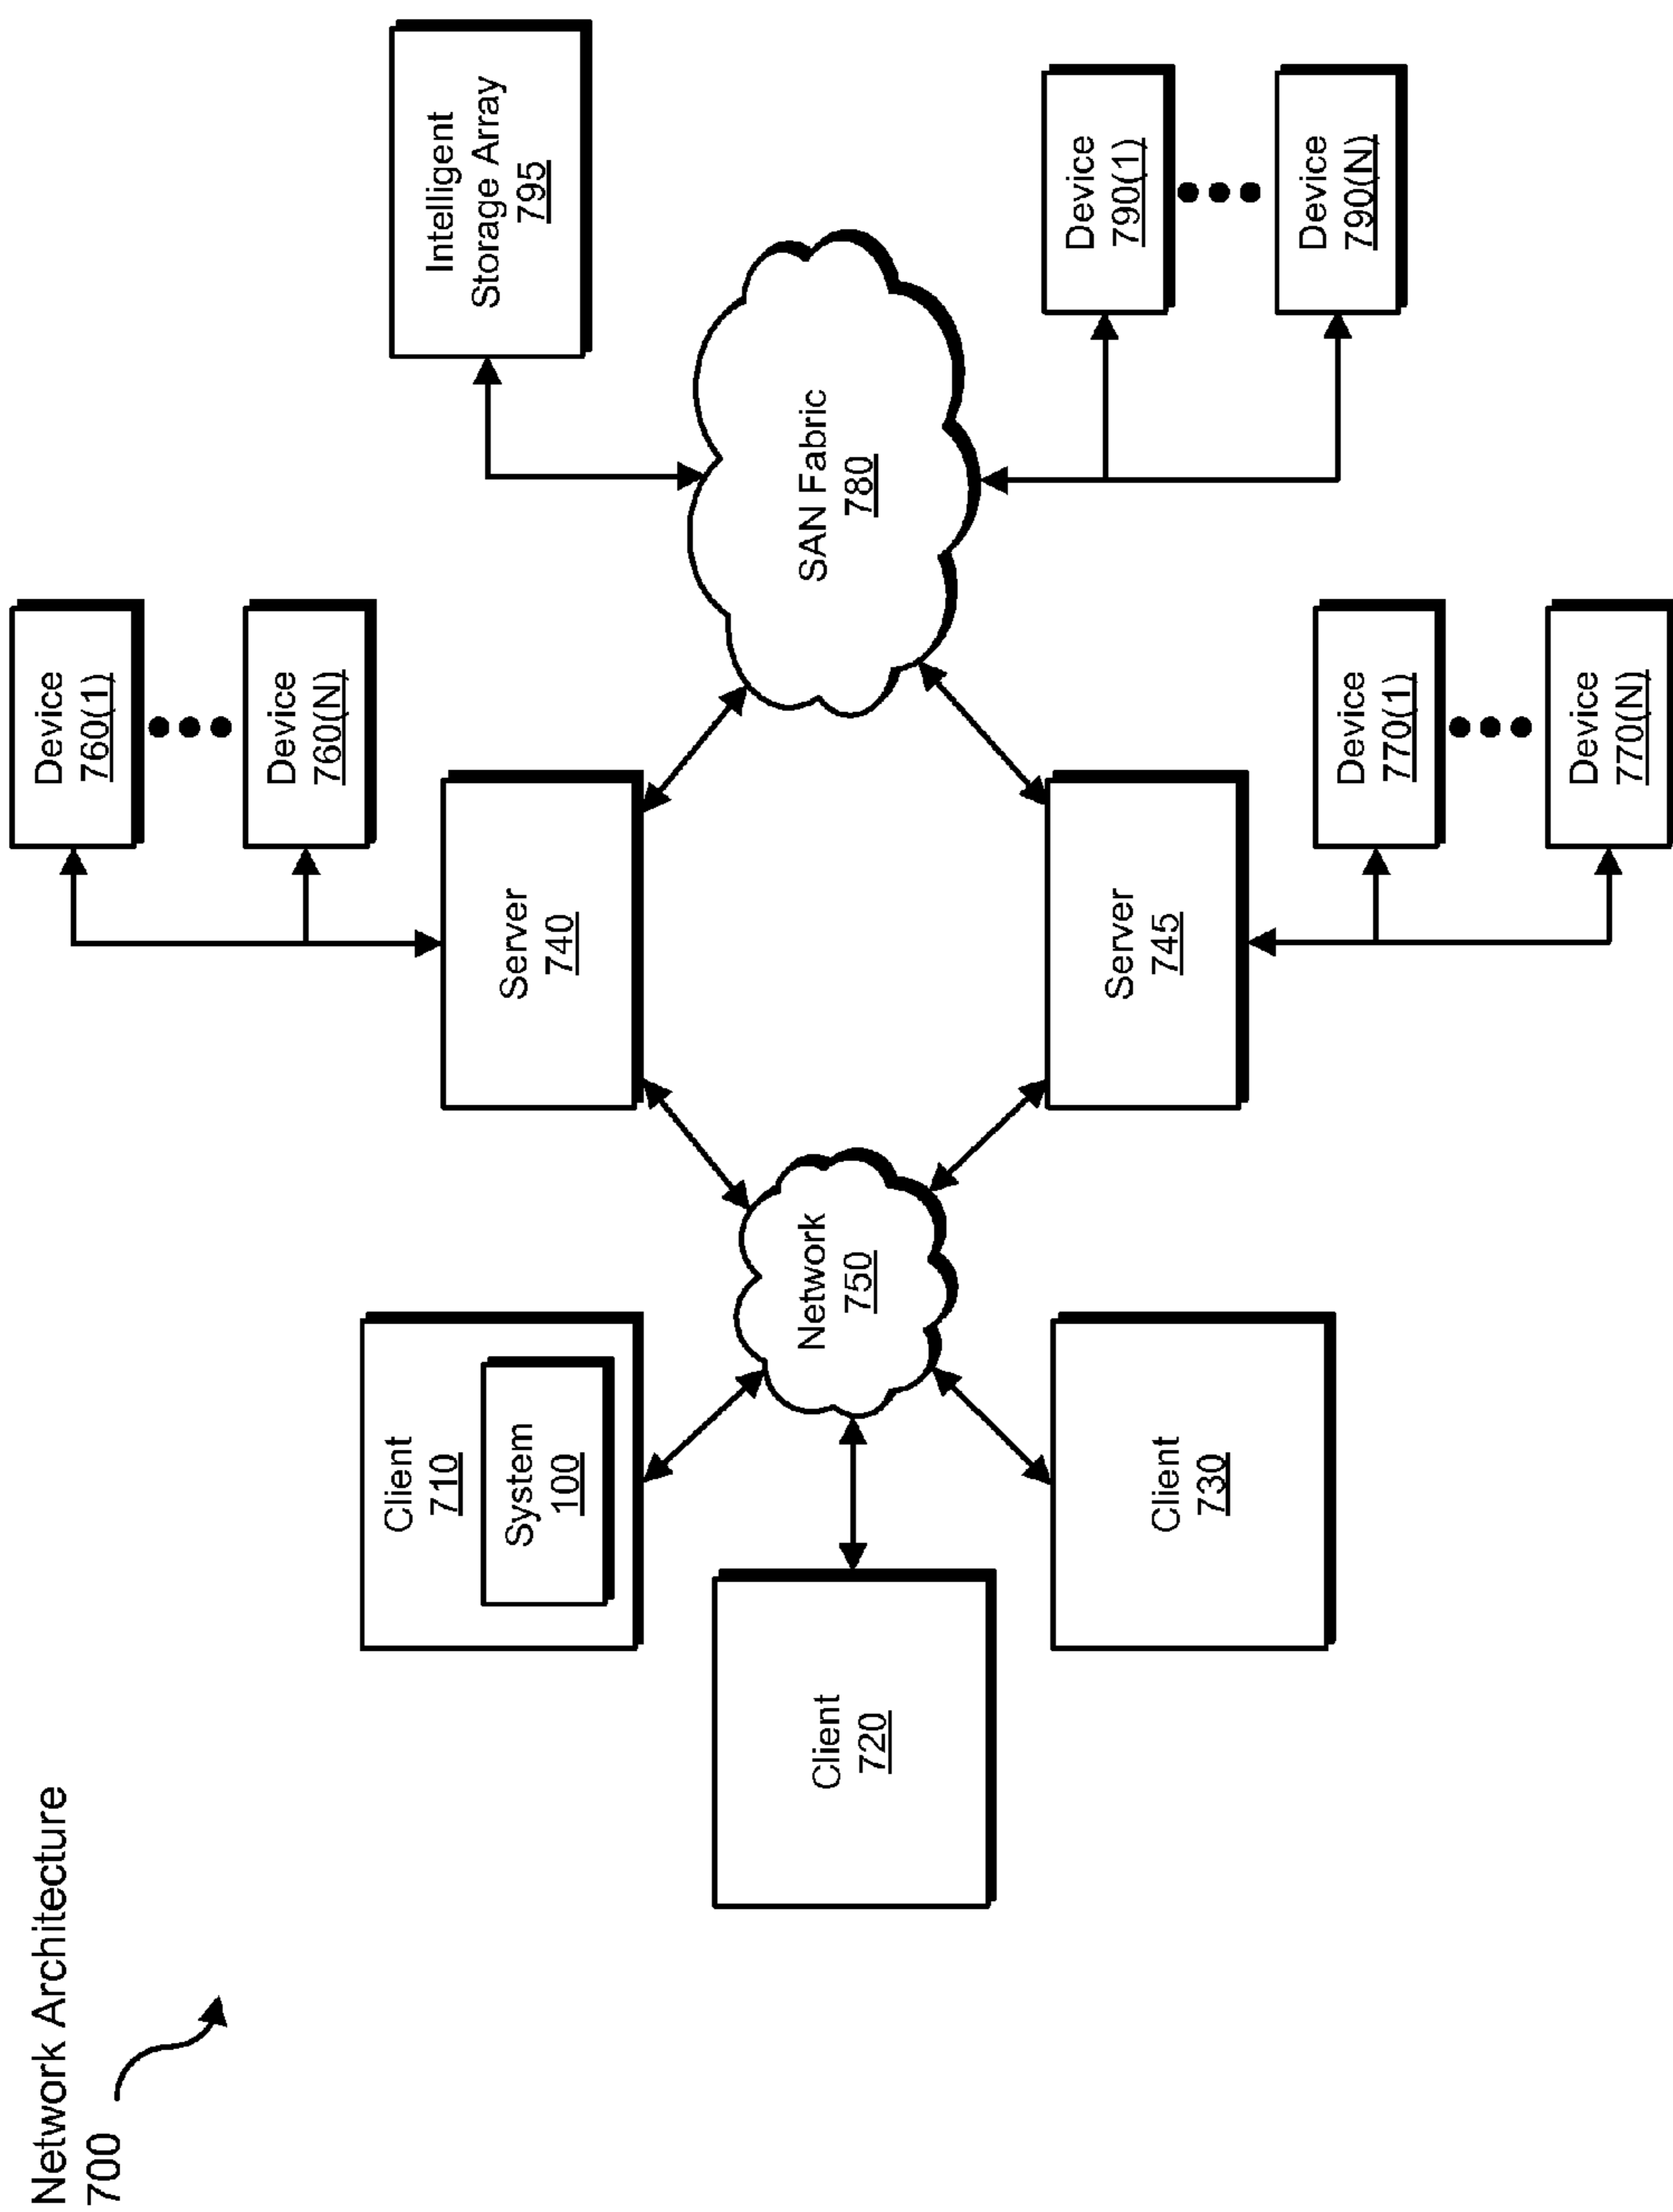 Network Architecture
700
Device
760(1)
Device
760(N)
Intelligent
Storage Array
795
Client
710
System
100
Server
740
Client
720
Network
750
SAN Fabric
780
Client
730
Server
745
Device
790(1)
Device
790(N)
Device
770(1)
Device
770(N)